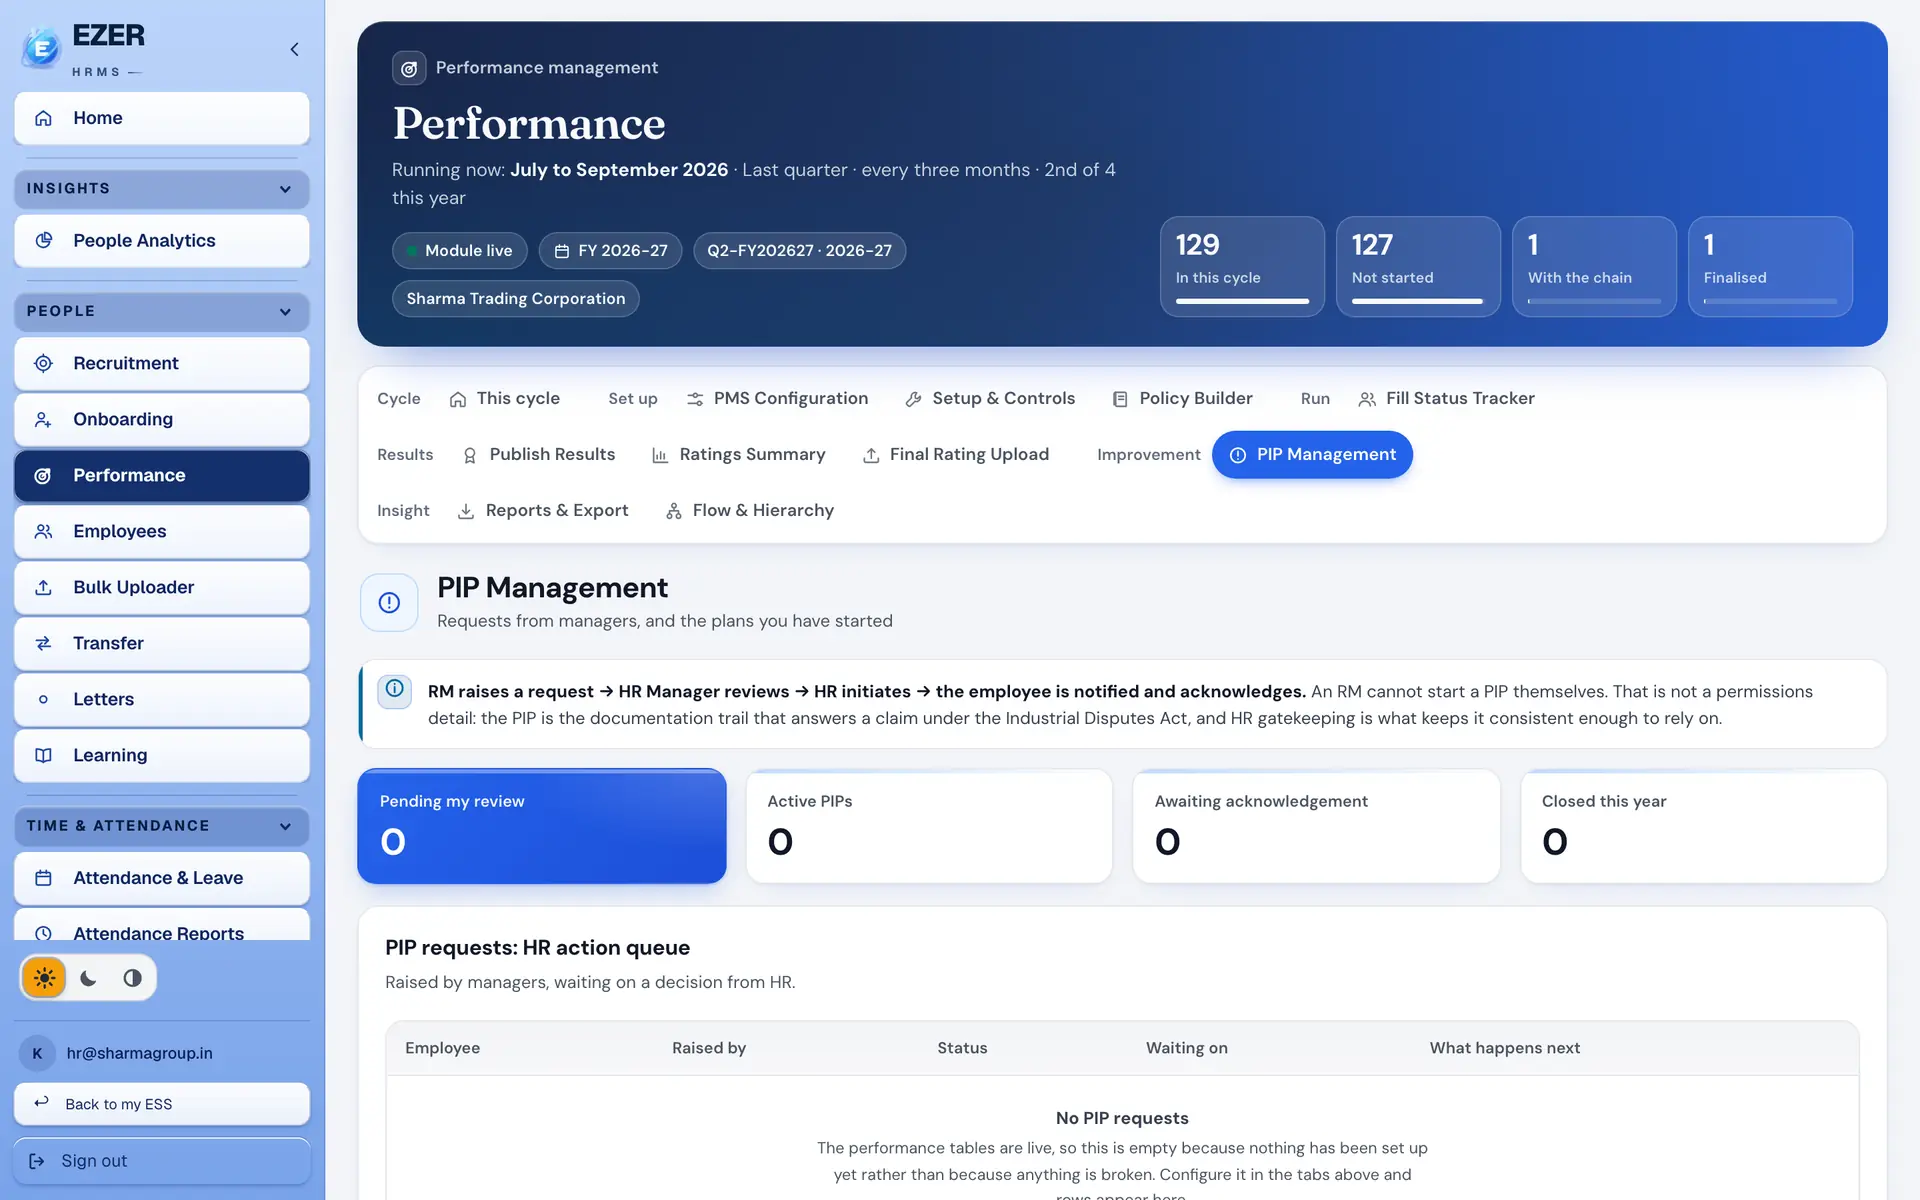 EZER
HRMS
Home
INSIGHTS
People Analytics
PEOPLE
Recruitment
Onboarding
Performance
Employees
Bulk Uploader
Transfer
Letters
Learning
TIME & ATTENDANCE
Attendance & Leave
Attendance Reports
K hr@sharmagroup.in
Back to my ESS
Sign out
Performance management
Performance
Running now: July to September 2026 · Last quarter · every three months · 2nd of 4
this year
Module live FY 2026–27 Q2-FY202627 · 2026-27
Sharma Trading Corporation
129 In this cycle
127 Not started
1 With the chain
1 Finalised
Cycle This cycle Set up PMS Configuration Setup & Controls Policy Builder Run Fill Status Tracker
Results Publish Results Ratings Summary Final Rating Upload Improvement PIP Management
Insight Reports & Export Flow & Hierarchy
PIP Management
Requests from managers, and the plans you have started
RM raises a request → HR Manager reviews → HR initiates → the employee is notified and acknowledges. An RM cannot start a PIP themselves. That is not a permissions
detail: the PIP is the documentation trail that answers a claim under the Industrial Disputes Act, and HR gatekeeping is what keeps it consistent enough to rely on.
Pending my review
0
Active PIPs
0
Awaiting acknowledgement
0
Closed this year
0
PIP requests: HR action queue
Raised by managers, waiting on a decision from HR.
Employee Raised by Status Waiting on What happens next
No PIP requests
The performance tables are live, so this is empty because nothing has been set up
yet rather than because anything is broken. Configure it in the tabs above and
rows appear here.